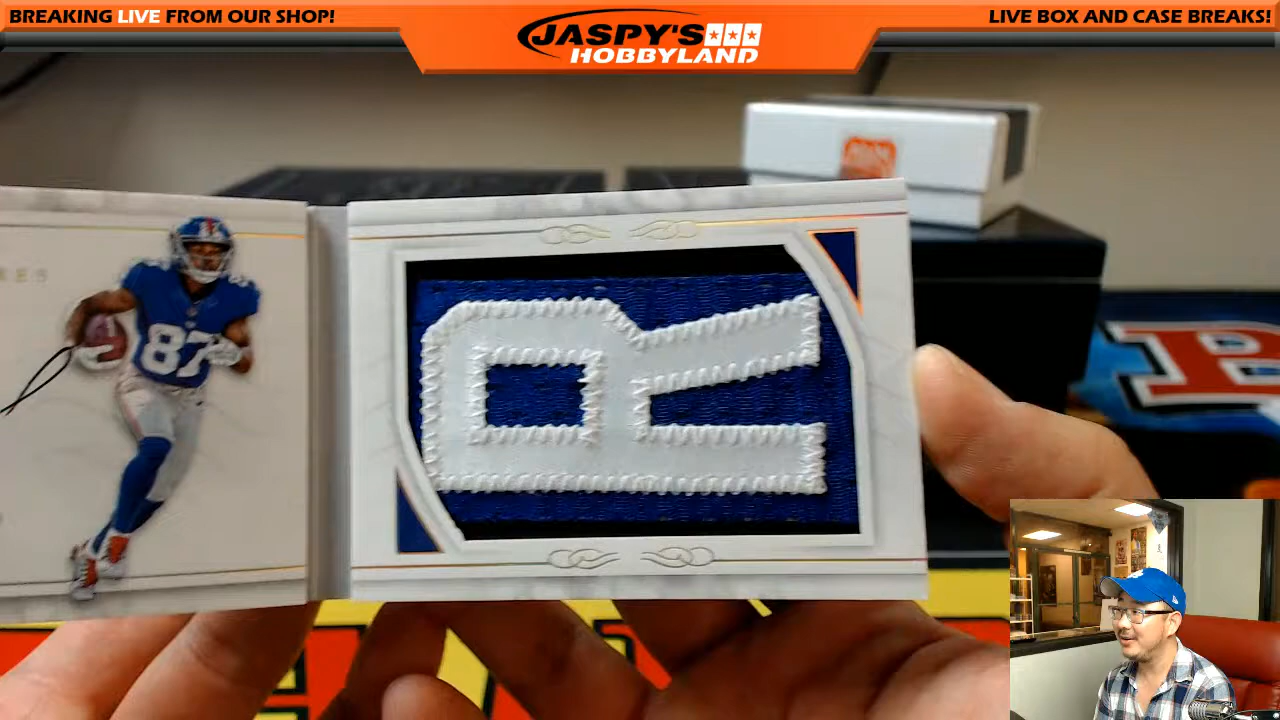 BREAKING LIVE FROM OUR SHOP!
JASPY'S
HOBBYLAND
LIVE BOX AND CASE BREAKS!
87
R